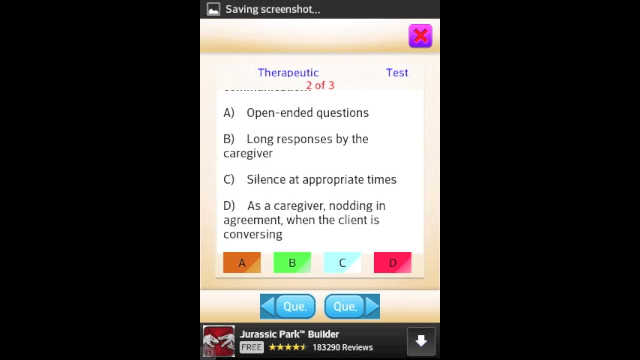 Saving screenshot...
Therapeutic Test
2 of 3
A) Open-ended questions
B) Long responses by the
caregiver
C) Silence at appropriate times
D) As a caregiver, nodding in
agreement, when the client is
conversing
A B C D
Que. Que.
Jurassic Park™ Builder
FREE 183290 Reviews